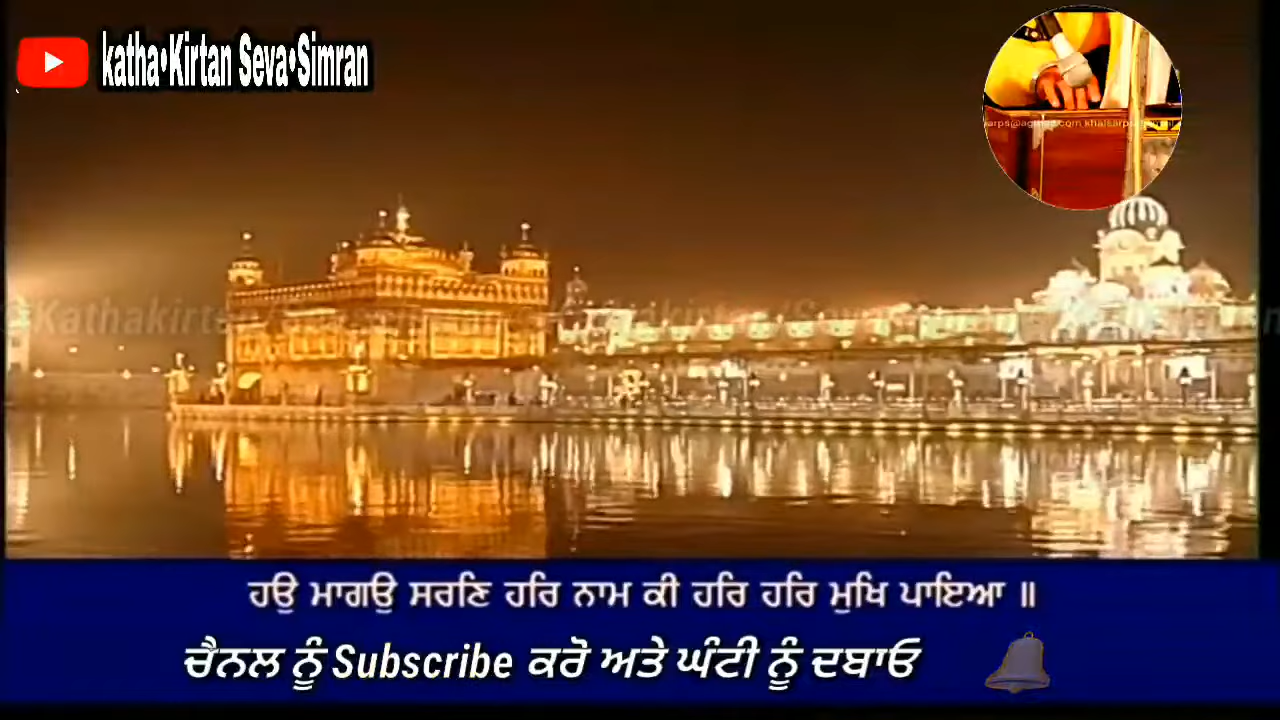 katha•Kirtan Seva•Simran
ਹਉ ਮਾਗਉ ਸਰਣਿ ਹਰਿ ਨਾਮ ਕੀ ਹਰਿ ਹਰਿ ਮੁਖਿ ਪਾਇਆ ॥
ਚੈਨਲ ਨੂੰ Subscribe ਕਰੋ ਅਤੇ ਘੰਟੀ ਨੂੰ ਦਬਾਓ